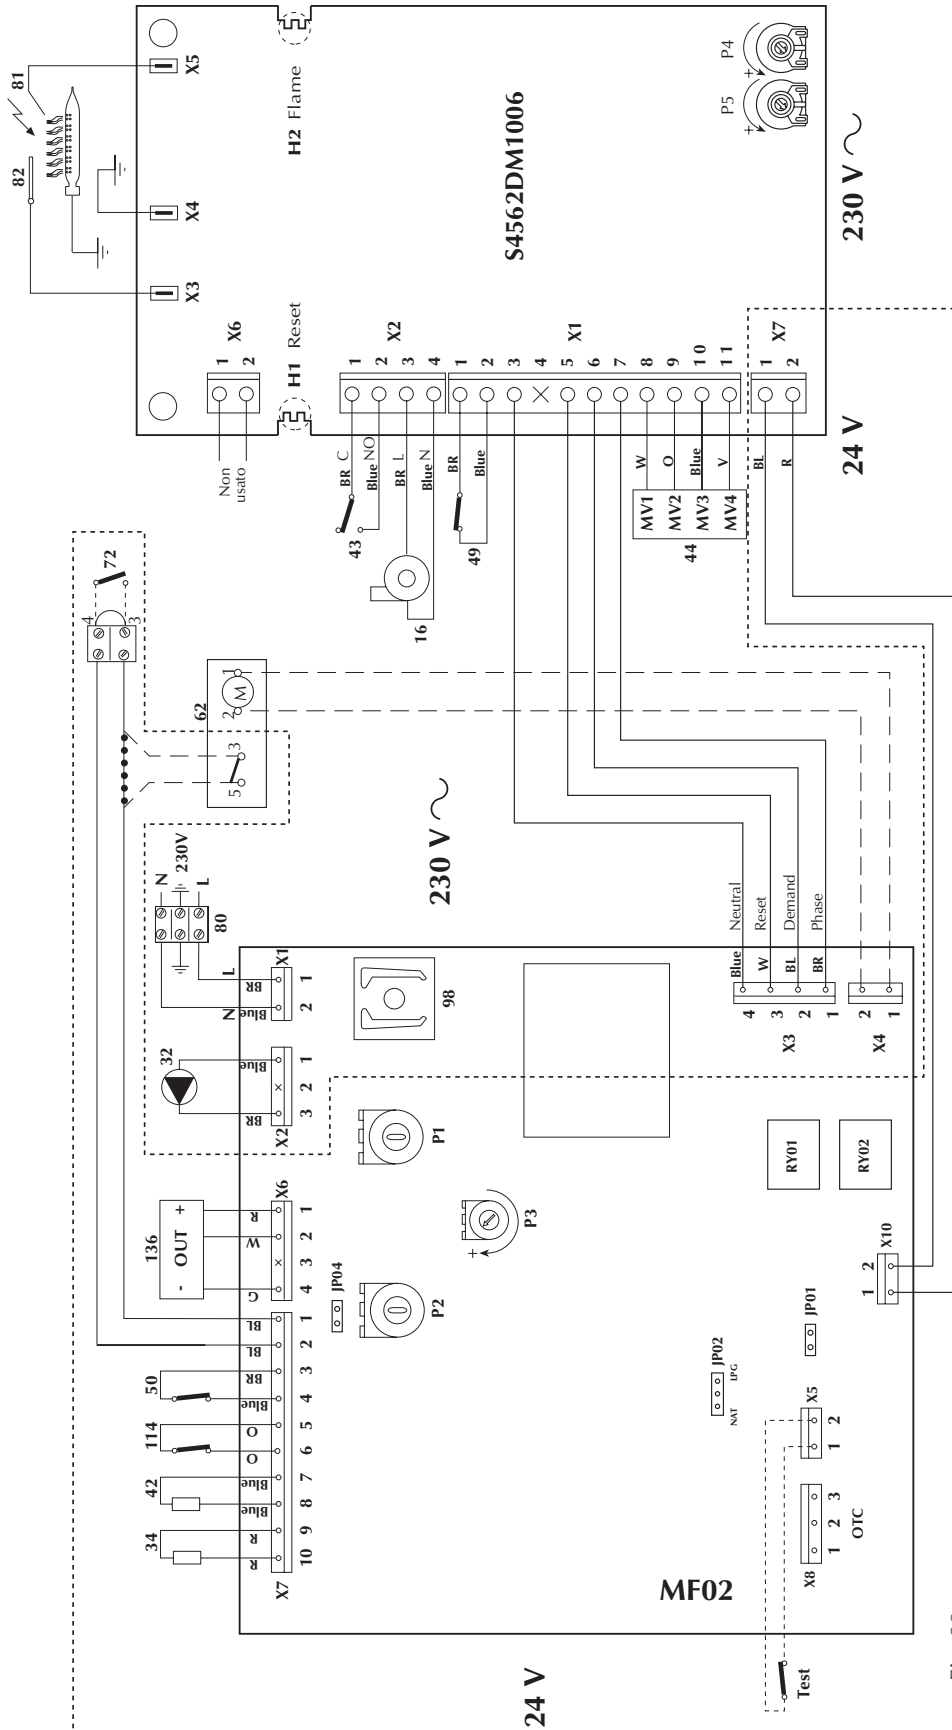 81
82
X5
X4
X3
H2 Flame
H1 Reset
S4562DM1006
P4
+
P5
+
230 V
X6
1
2
Non
usato
X2
1
2
3
4
BR C
Blue NO
BR L
Blue N
43
16
X1
1
2
3
4
5
6
7
8
9
10
11
BR
Blue
49
W
O
Blue
V
MV1
MV2
MV3
MV4
44
X7
1
2
BL
R
24 V
72
4
3
62
2
1
M
5
3
230 V
N
230V
L
80
L
N
BR
Blue
X1
1
2
32
Blue
BR
X2
1
2
3
98
Neutral
Reset
Demand
Phase
Blue
W
BL
BR
X3
4
3
2
1
X4
2
1
136
OUT
+
-
R
W
G
X6
1
2
3
4
P1
P3
+
P2
JP04
RY01
RY02
X10
1
2
50
114
42
34
BL
BL
BR
Blue
O
O
Blue
Blue
R
R
X7
1
2
3
4
5
6
7
8
9
10
JP02
NAT
LPG
JP01
X5
1
2
X8
1
2
3
OTC
MF02
Test
24 V